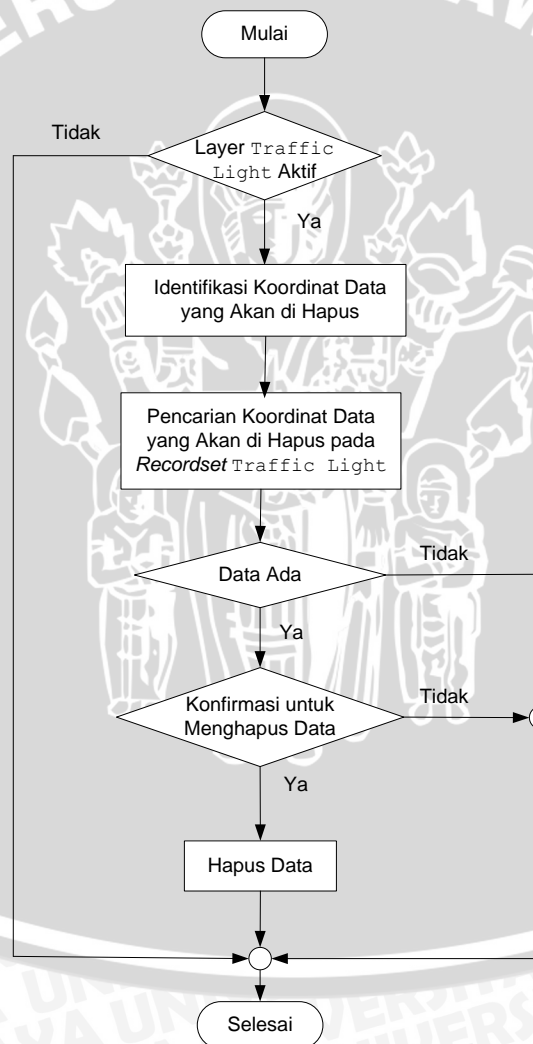 Mulai
Tidak
Layer Traffic
Light Aktif
Ya
Identifikasi Koordinat Data
yang Akan di Hapus
Pencarian Koordinat Data
yang Akan di Hapus pada
Recordset Traffic Light
Data Ada
Tidak
Ya
Konfirmasi untuk
Menghapus Data
Tidak
Ya
Hapus Data
Selesai